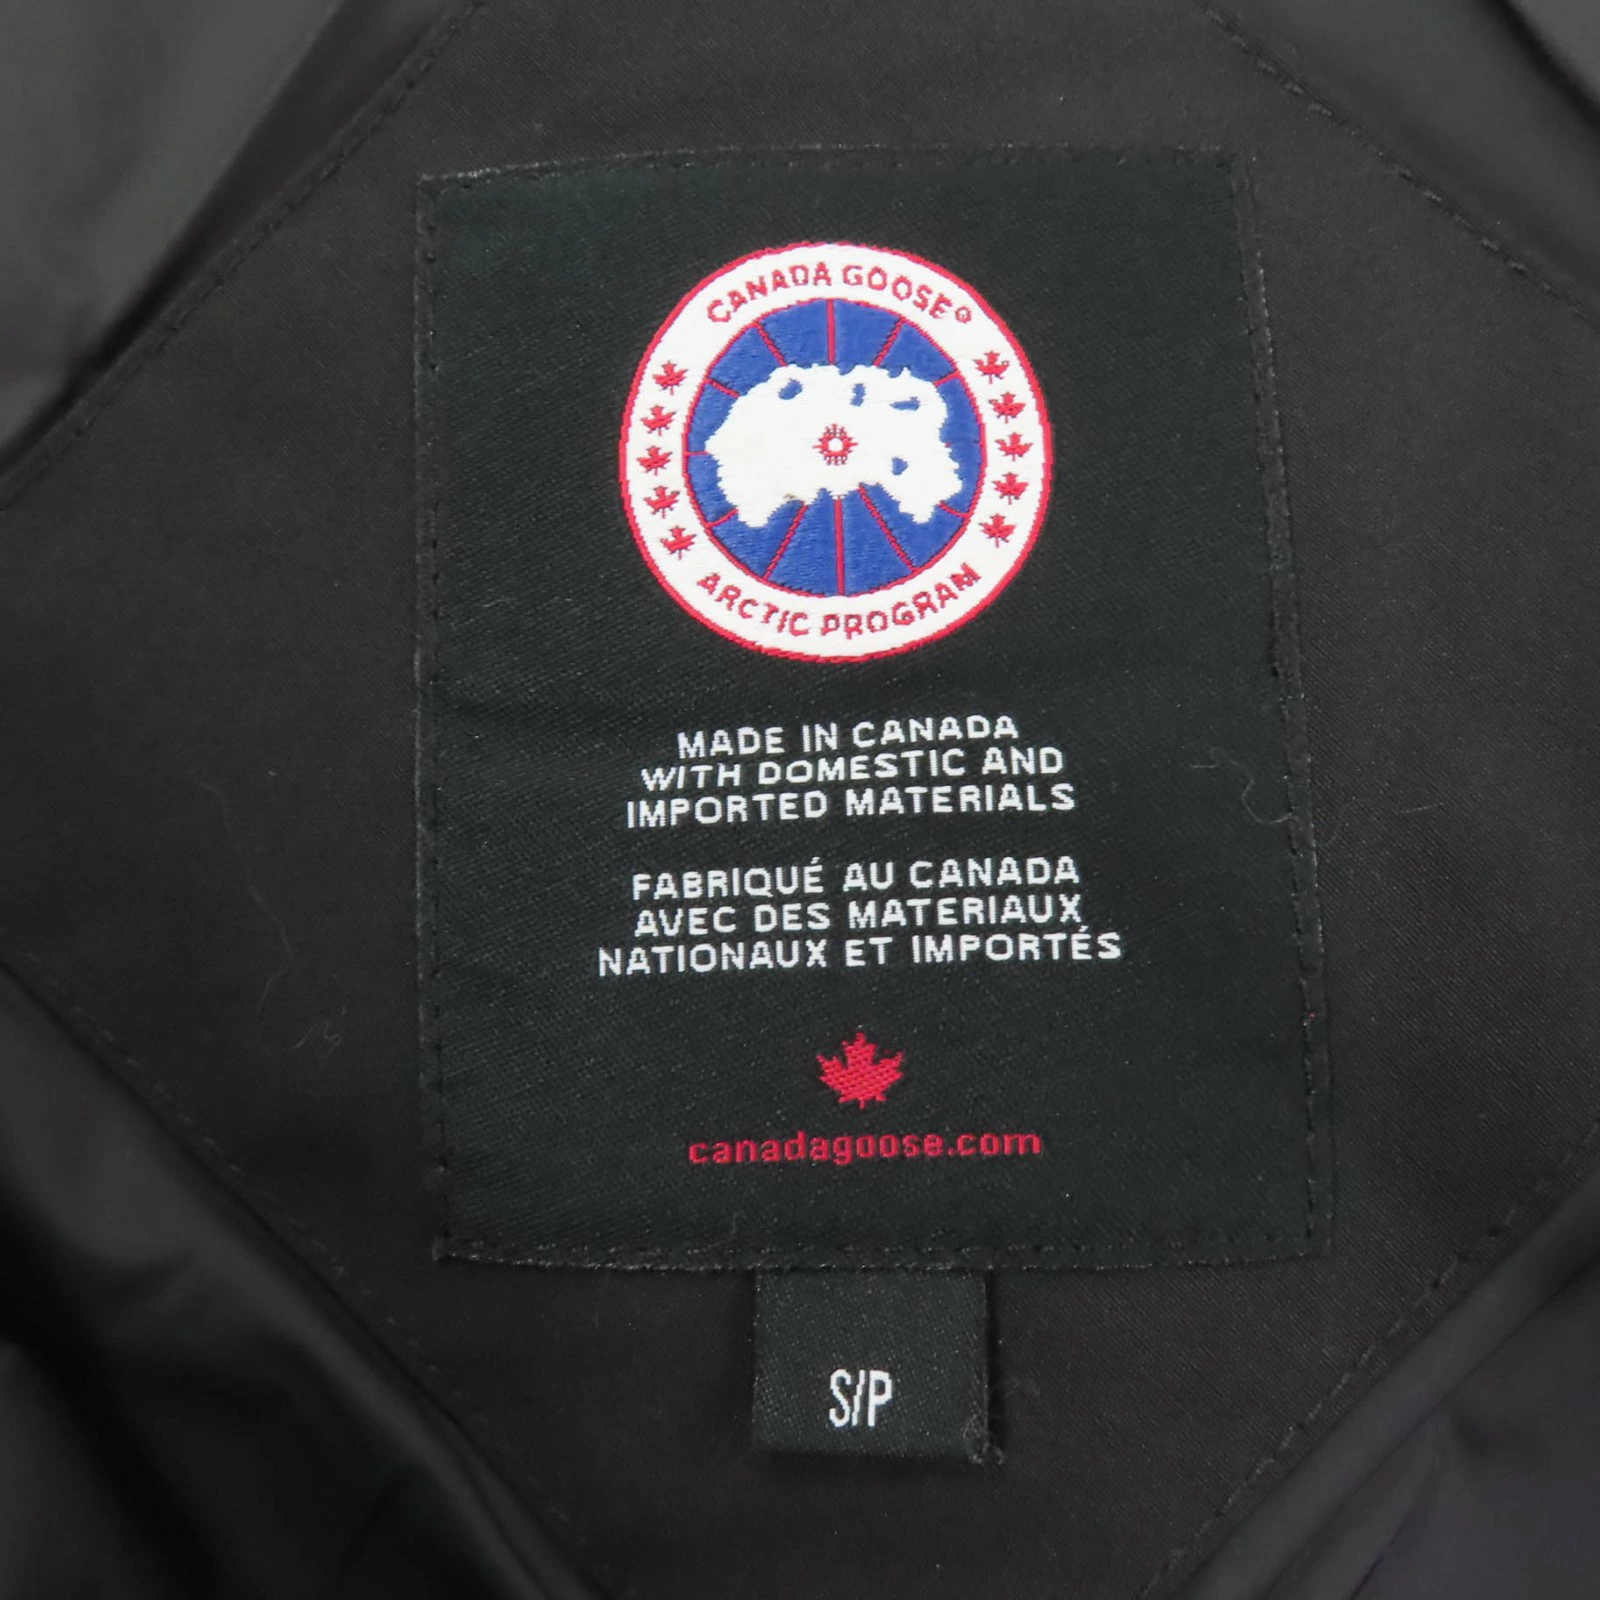 CANADA GOOSE®
ARCTIC PROGRAM
MADE IN CANADA
WITH DOMESTIC AND
IMPORTED MATERIALS
FABRIQUÉ AU CANADA
AVEC DES MATERIAUX
NATIONAUX ET IMPORTÉS
canadagoose.com
S/P